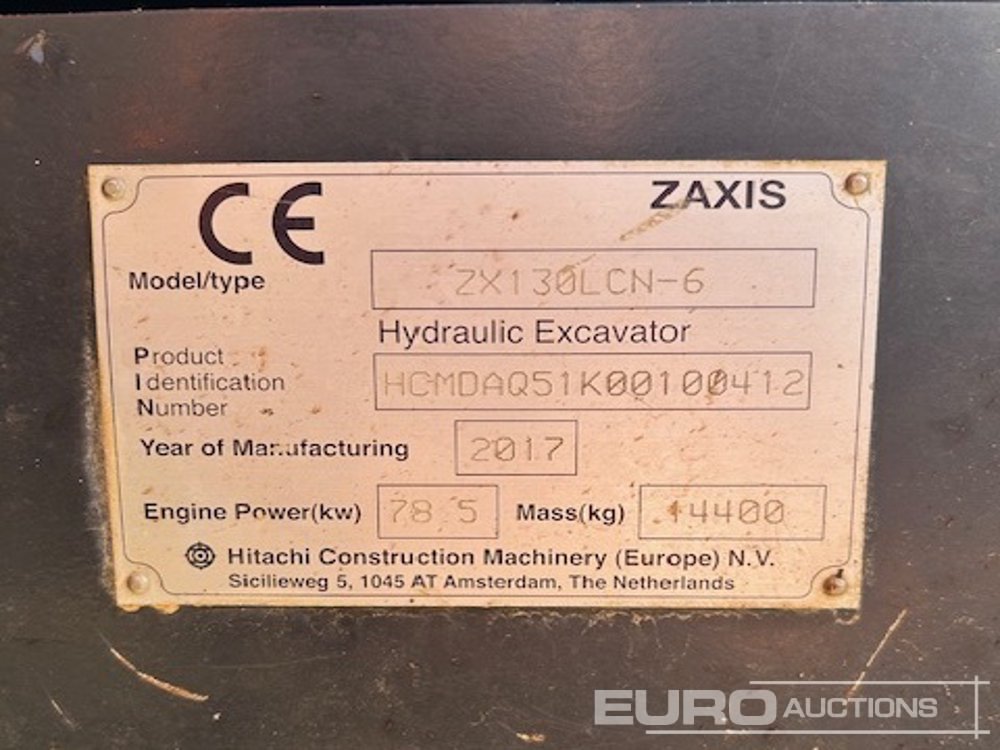 CE ZAXIS
Model/type ZX130LCN-6
Hydraulic Excavator
Product
Identification HCMDAQ51K00100412
Number
Year of Manufacturing 2017
Engine Power(kw) 78.5 Mass(kg) 14400
Hitachi Construction Machinery (Europe) N.V.
Sicilieweg 5, 1045 AT Amsterdam, The Netherlands
EURO AUCTIONS